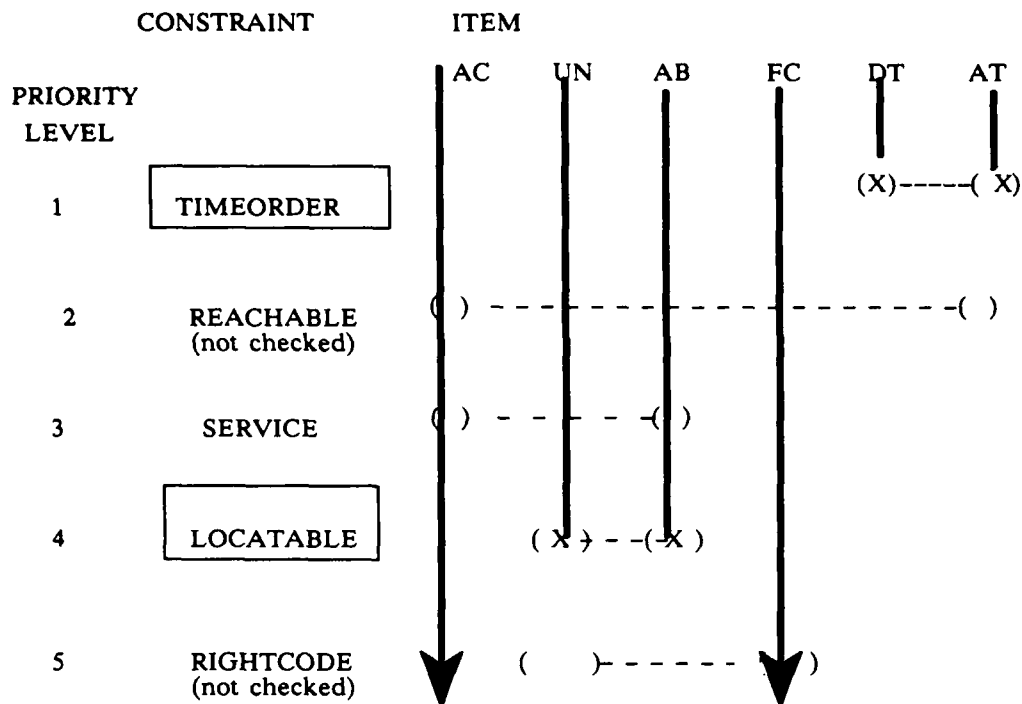 CONSTRAINT ITEM
AC UN AB FC DT AT
PRIORITY
LEVEL
1 TIMEORDER (X)-----( X)
2 REACHABLE ( ) - - - - - - - - - - - - - - - - - ( )
(not checked)
3 SERVICE ( ) - - - - - ( )
4 LOCATABLE ( X ) - - - ( X )
5 RIGHTCODE ( ) - - - - - - ( )
(not checked)